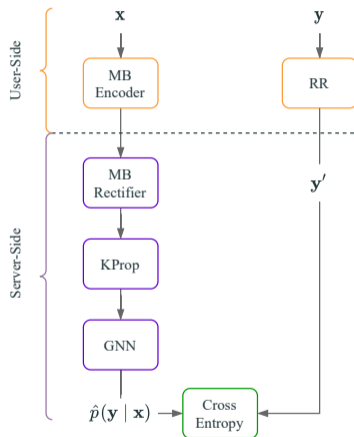 x
y
User-Side
MB
Encoder
RR
MB
Rectifier
y′
KProp
Server-Side
GNN
p̂(y | x)
Cross
Entropy